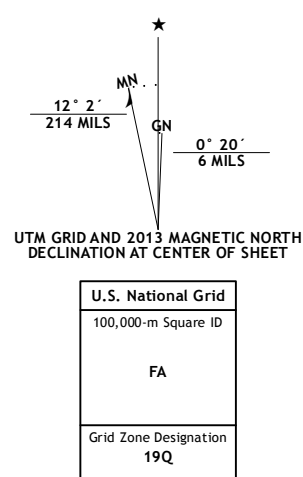 ★
MN
12° 2´
214 MILS
GN
0° 20´
6 MILS
UTM GRID AND 2013 MAGNETIC NORTH
DECLINATION AT CENTER OF SHEET
U.S. National Grid
100,000-m Square ID
FA
Grid Zone Designation
19Q